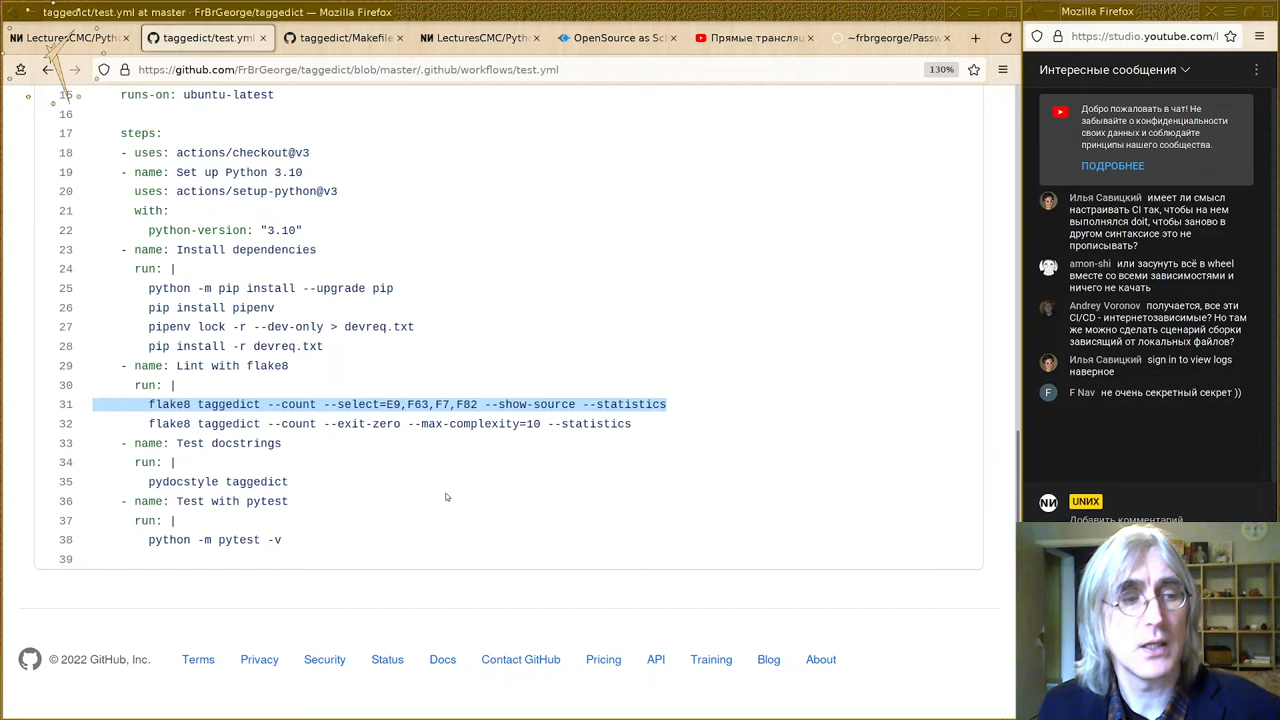 taggedict/test.yml at master · FrBrGeorge/taggedict — Mozilla Firefox
Mozilla Firefox
LecturesCMC/Pytho
taggedict/test.yml
taggedict/Makefile
LecturesCMC/Pytho
OpenSource as Sc
Прямые трансляц
~frbrgeorge/Passw
https://github.com/FrBrGeorge/taggedict/blob/master/.github/workflows/test.yml
130%
https://studio.youtube.com/l
15 runs-on: ubuntu-latest
16
17 steps:
18 - uses: actions/checkout@v3
19 - name: Set up Python 3.10
20 uses: actions/setup-python@v3
21 with:
22 python-version: "3.10"
23 - name: Install dependencies
24 run: |
25 python -m pip install --upgrade pip
26 pip install pipenv
27 pipenv lock -r --dev-only > devreq.txt
28 pip install -r devreq.txt
29 - name: Lint with flake8
30 run: |
31 flake8 taggedict --count --select=E9,F63,F7,F82 --show-source --statistics
32 flake8 taggedict --count --exit-zero --max-complexity=10 --statistics
33 - name: Test docstrings
34 run: |
35 pydocstyle taggedict
36 - name: Test with pytest
37 run: |
38 python -m pytest -v
39
© 2022 GitHub, Inc.
Terms
Privacy
Security
Status
Docs
Contact GitHub
Pricing
API
Training
Blog
About
Интересные сообщения
Добро пожаловать в чат! Не
забывайте о конфиденциальности
своих данных и соблюдайте
принципы нашего сообщества.
ПОДРОБНЕЕ
Илья Савицкий имеет ли смысл
настраивать CI так, чтобы на нем
выполнялся doit, чтобы заново в
другом синтаксисе это не
прописывать?
amon-shi или засунуть всё в wheel
вместе со всеми зависимостями и
ничего не качать
Andrey Voronov получается, все эти
CI/CD - интернетозависимые? Но там
же можно сделать сценарий сборки
зависящий от локальных файлов?
Илья Савицкий sign in to view logs
наверное
F
F Nav не очень секретный секрет ))
UNИX
Добавить комментарий